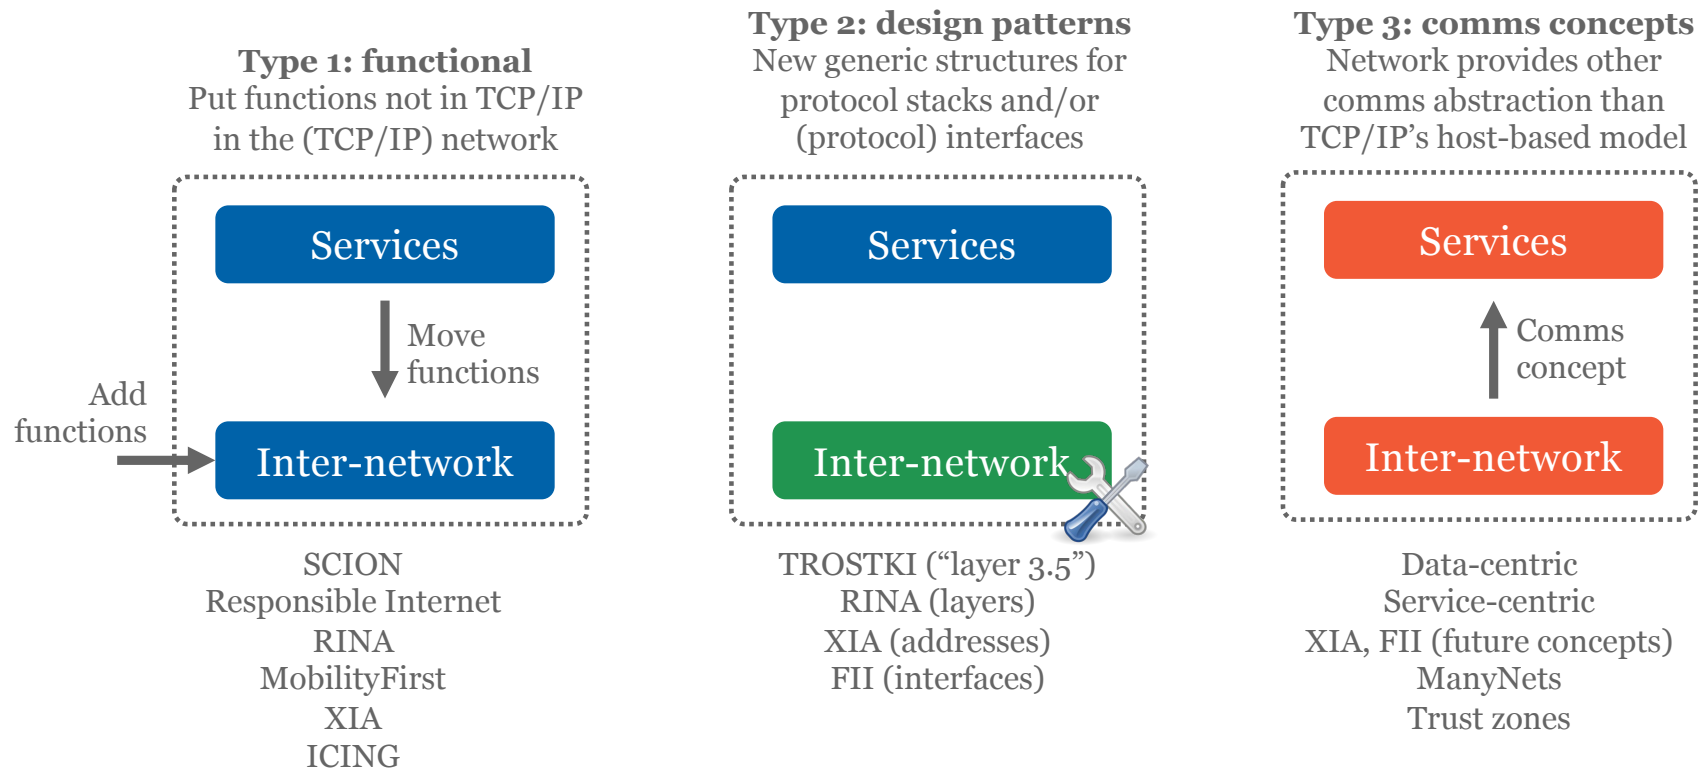 Type 1: functional
Put functions not in TCP/IP
in the (TCP/IP) network
Services
Move
functions
Add
functions
Inter-network
SCION
Responsible Internet
RINA
MobilityFirst
XIA
ICING
Type 2: design patterns
New generic structures for
protocol stacks and/or
(protocol) interfaces
Services
Inter-network
TROSTKI (“layer 3.5”)
RINA (layers)
XIA (addresses)
FII (interfaces)
Type 3: comms concepts
Network provides other
comms abstraction than
TCP/IP’s host-based model
Services
Comms
concept
Inter-network
Data-centric
Service-centric
XIA, FII (future concepts)
ManyNets
Trust zones